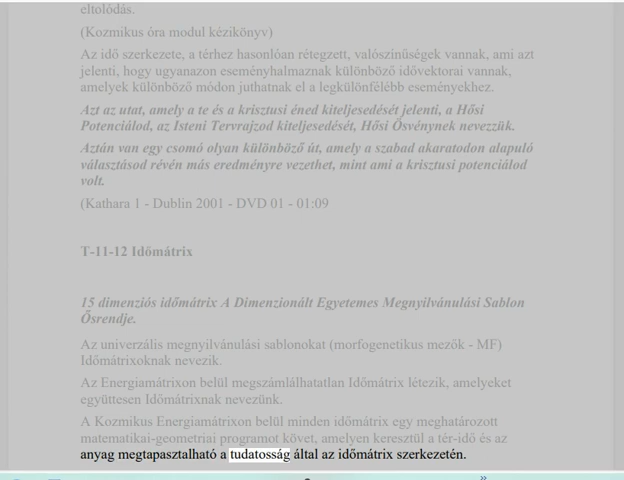 eltolódás.
(Kozmikus óra modul kézikönyv)
Az idő szerkezete, a térhez hasonlóan rétegzett, valószínűségek vannak, ami azt
jelenti, hogy ugyanazon eseményhalmaznak különböző idővektorai vannak,
amelyek különböző módon juthatnak el a legkülönfélébb eseményekhez.
Azt az utat, amely a te és a krisztusi éned kiteljesedését jelenti, a Hősi
Potenciálod, az Isteni Tervrajzod kiteljesedését, Hősi Ösvénynek nevezzük.
Aztán van egy csomó olyan különböző út, amely a szabad akaratodon alapuló
választásod révén más eredményre vezethet, mint ami a krisztusi potenciálod
volt.
(Kathara 1 - Dublin 2001 - DVD 01 - 01:09
T-11-12 Időmátrix
15 dimenziós időmátrix A Dimenzionált Egyetemes Megnyilvánulási Sablon
Ősrendje.
Az univerzális megnyilvánulási sablonokat (morfogenetikus mezők - MF)
Időmátrixoknak nevezik.
Az Energiamátrixon belül megszámlálhatatlan Időmátrix létezik, amelyeket
együttesen Időmátrixnak nevezünk.
A Kozmikus Energiamátrixon belül minden időmátrix egy meghatározott
matematikai-geometriai programot követ, amelyen keresztül a tér-idő és az
anyag megtapasztalható a tudatosság által az időmátrix szerkezetén.